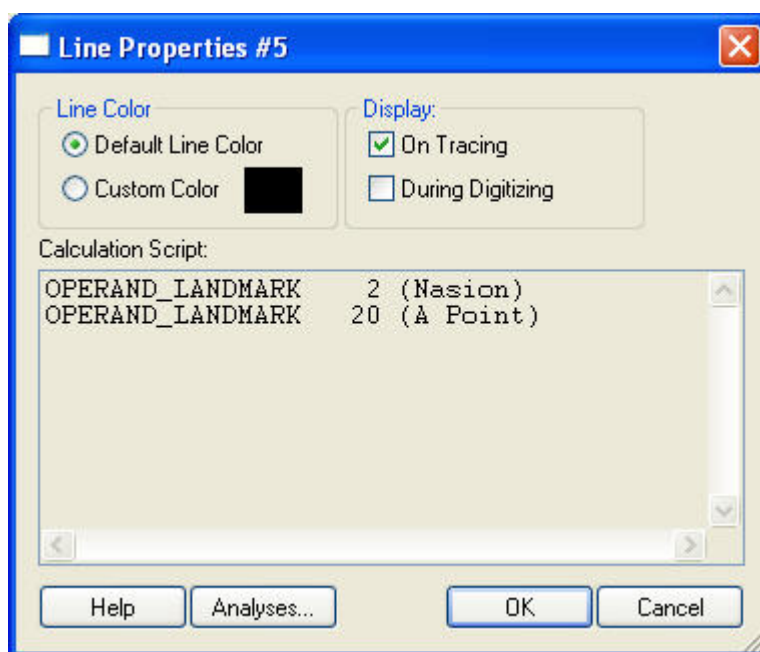 Line Properties #5
Line Color
Default Line Color
Custom Color
Display:
On Tracing
During Digitizing
Calculation Script:
OPERAND_LANDMARK 2 (Nasion)
OPERAND_LANDMARK 20 (A Point)
Help
Analyses...
OK
Cancel